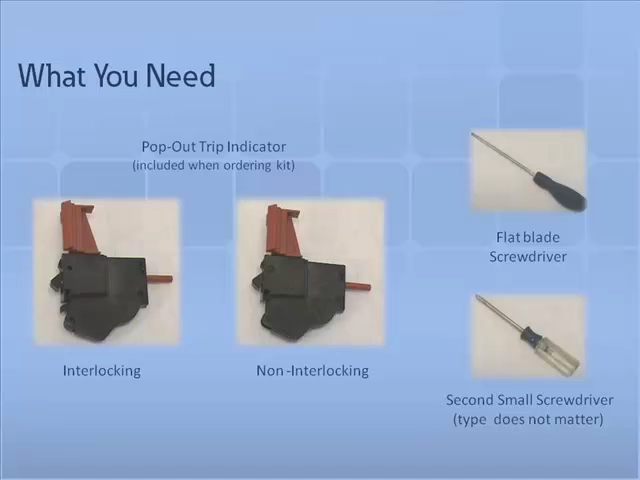 What You Need
Pop-Out Trip Indicator
(included when ordering kit)
Interlocking
Non-Interlocking
Flat blade
Screwdriver
Second Small Screwdriver
(type does not matter)